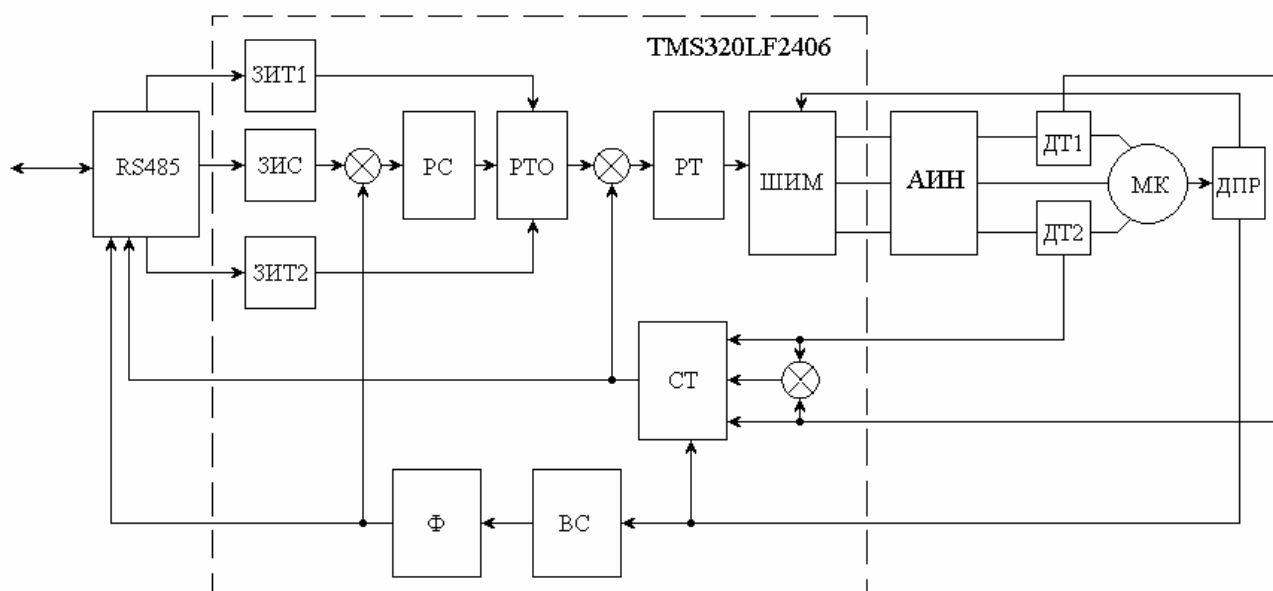 TMS320LF2406
ЗИТ1
RS485
ЗИС
РС
РТО
РТ
ШИМ
АИН
ДТ1
МК
ДПР
ДТ2
ЗИТ2
СТ
Ф
ВС